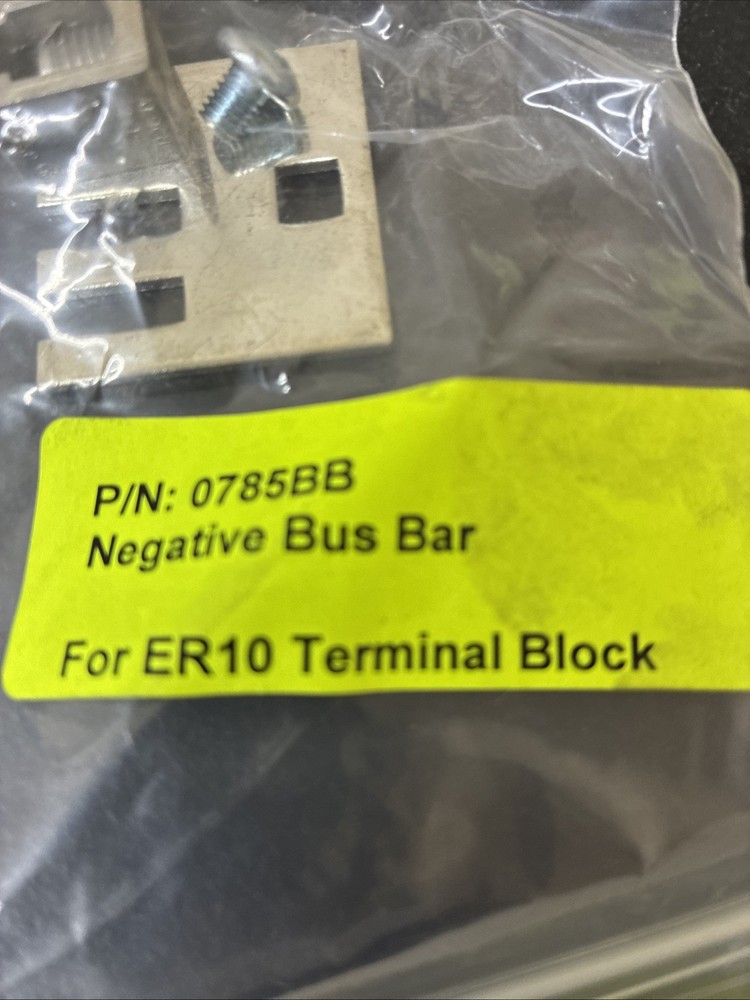 P/N: 0785BB
Negative Bus Bar
For ER10 Terminal Block